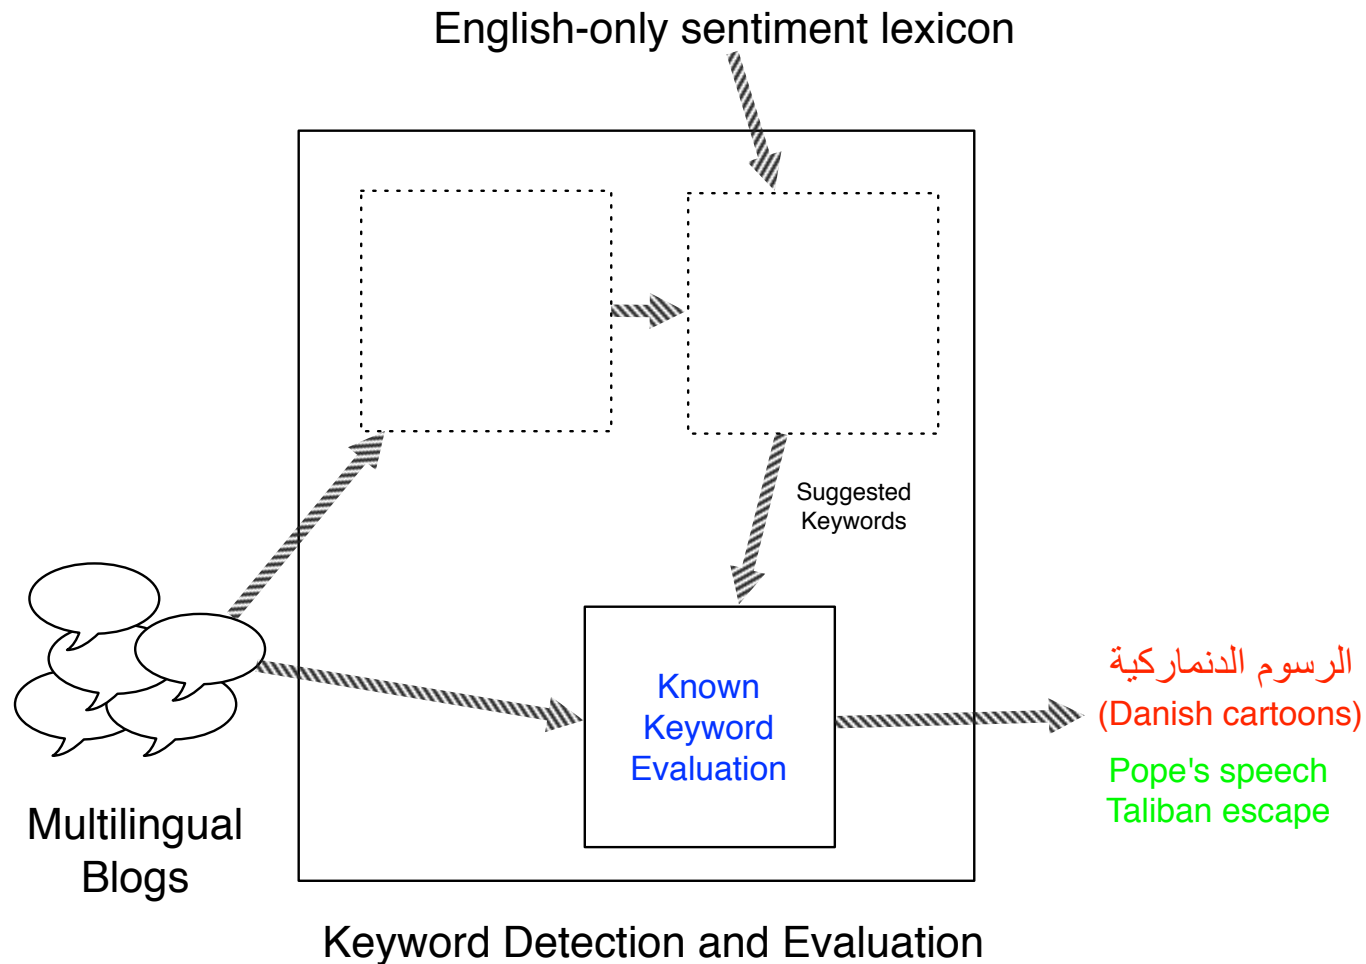 English-only sentiment lexicon
Suggested
Keywords
Known
Keyword
Evaluation
الرسوم الدنماركية
(Danish cartoons)
Pope's speech
Taliban escape
Multilingual
Blogs
Keyword Detection and Evaluation